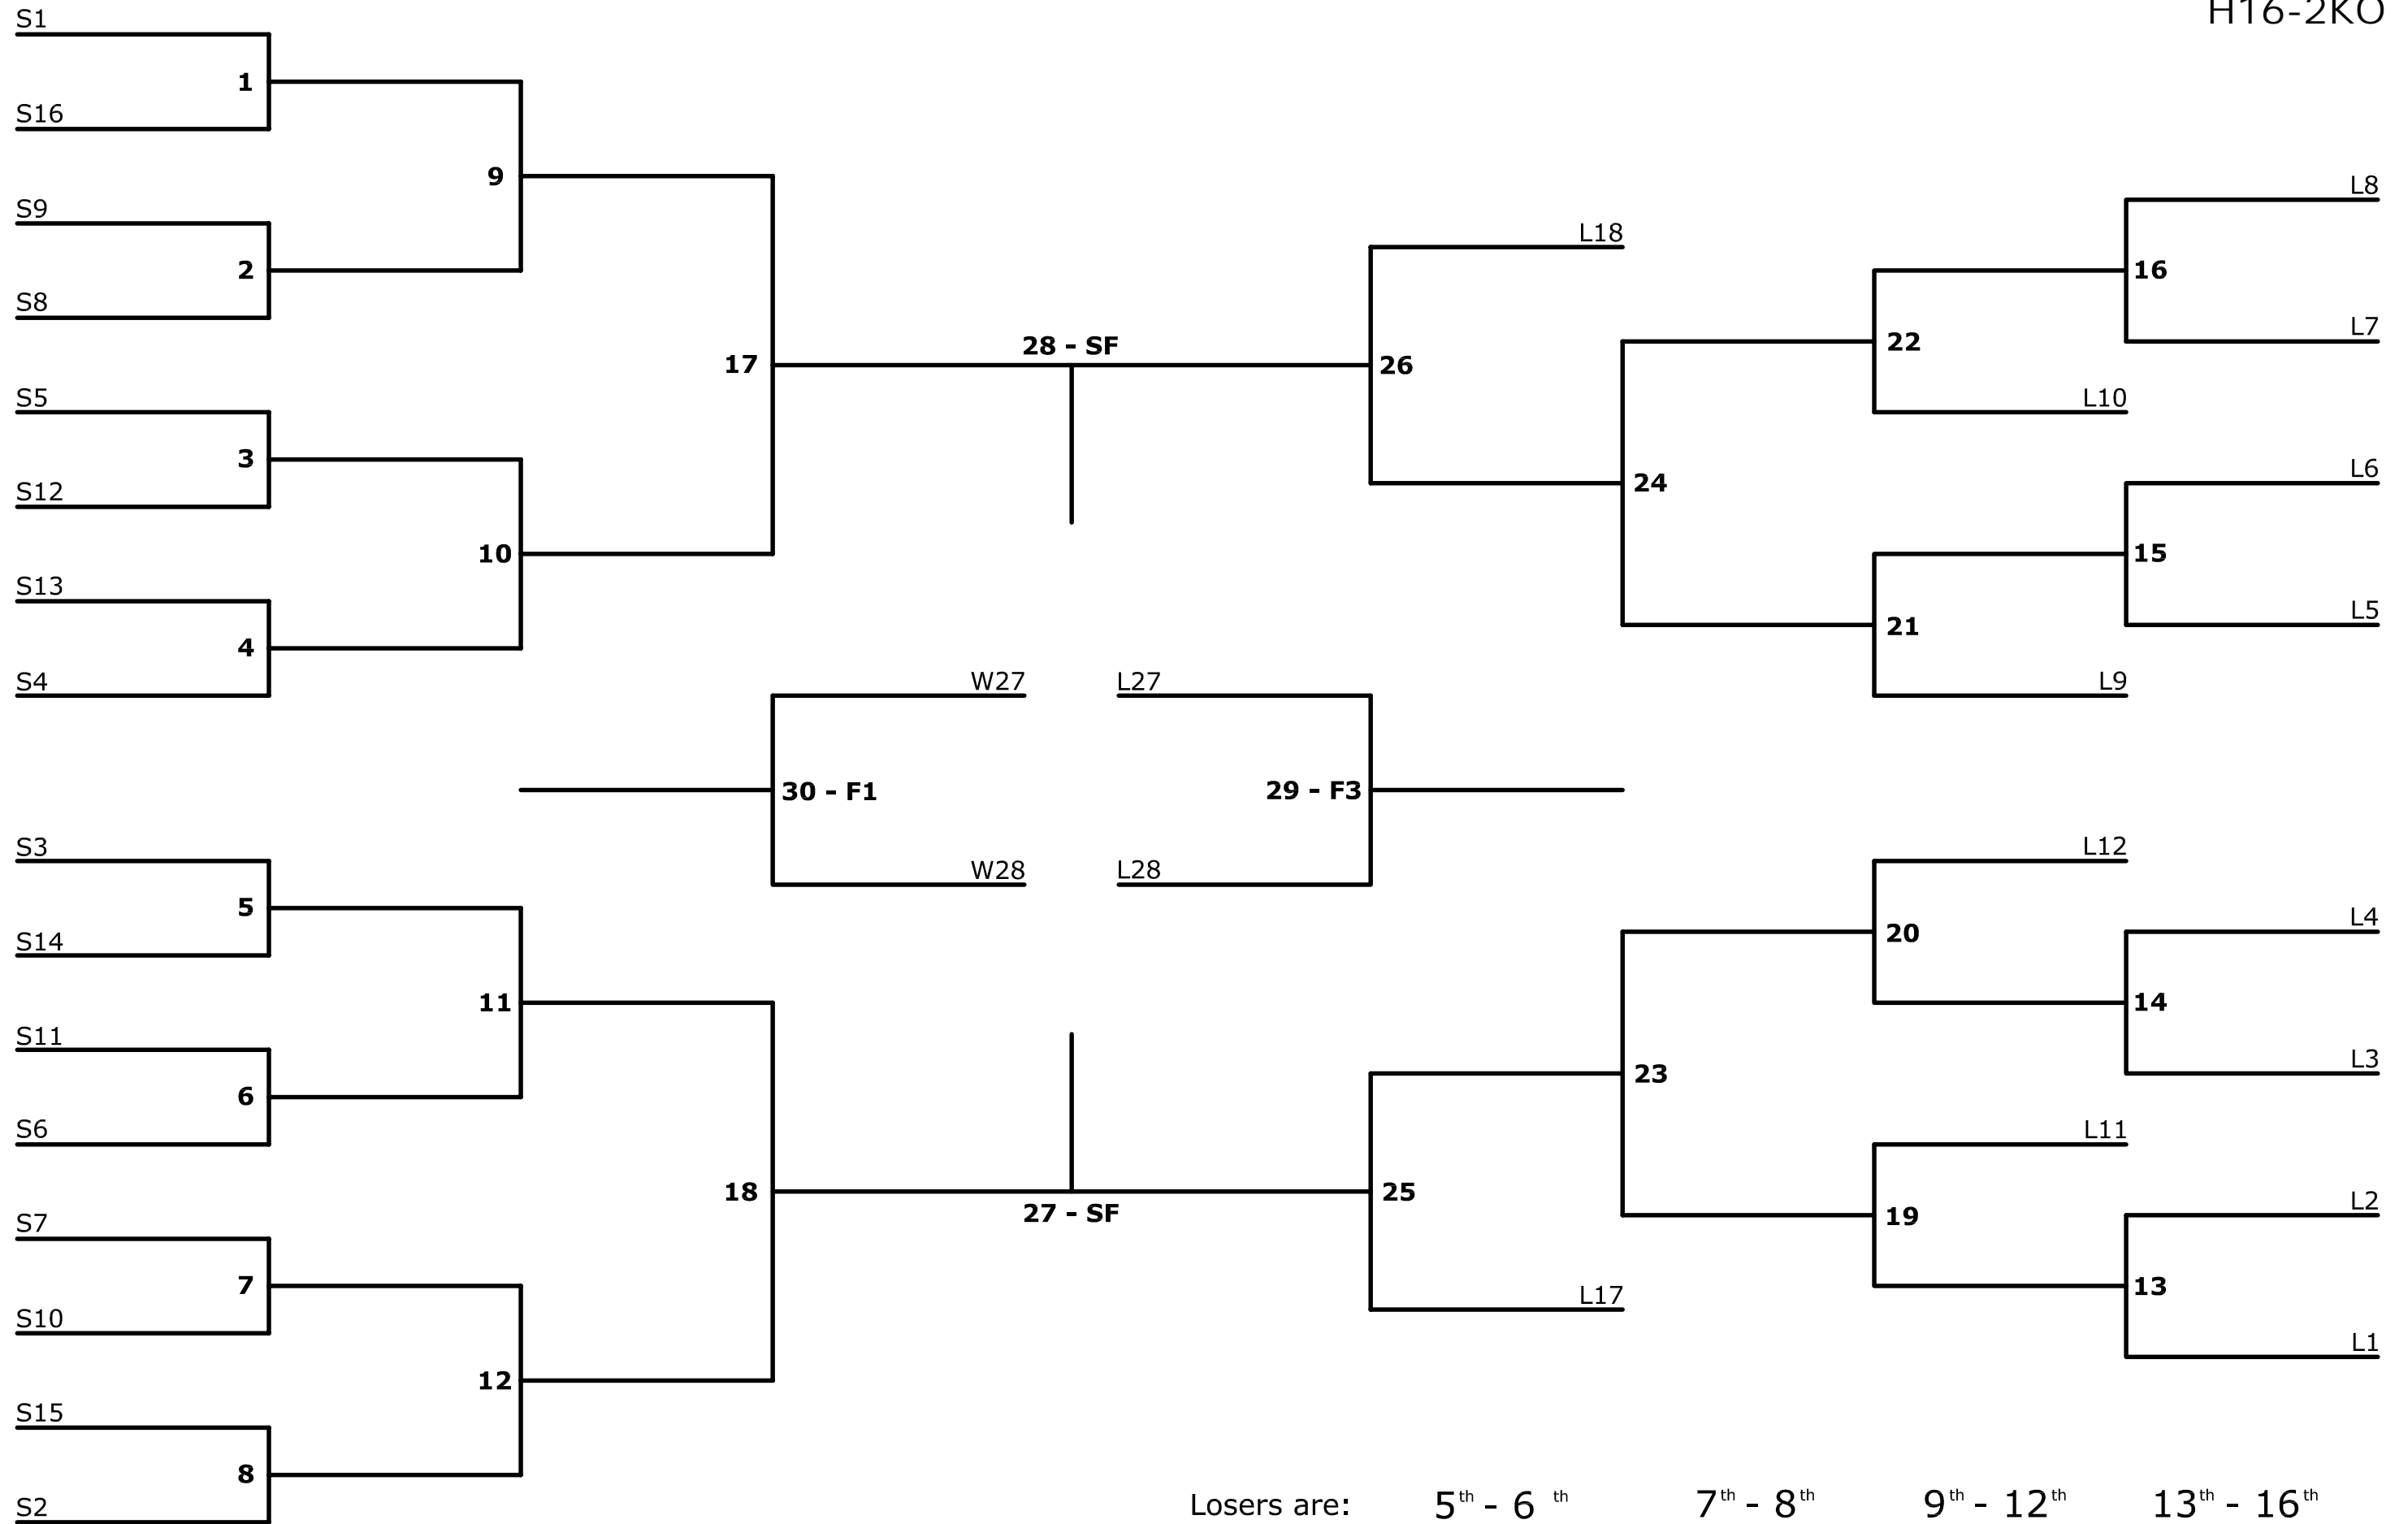 H16-2KO
S1
1
S16
9
S9
2
S8
17
S5
3
S12
10
S13
4
S4
28 - SF
L18
26
24
L8
16
L7
22
L10
L6
15
L5
21
L9
W27
L27
30 - F1
29 - F3
W28
L28
S3
5
S14
11
S11
6
S6
18
S7
7
S10
12
S15
8
S2
27 - SF
25
L17
23
L12
20
L4
14
L3
L11
19
L2
13
L1
Losers are: 5th - 6 th 7th - 8th 9th - 12th 13th - 16th